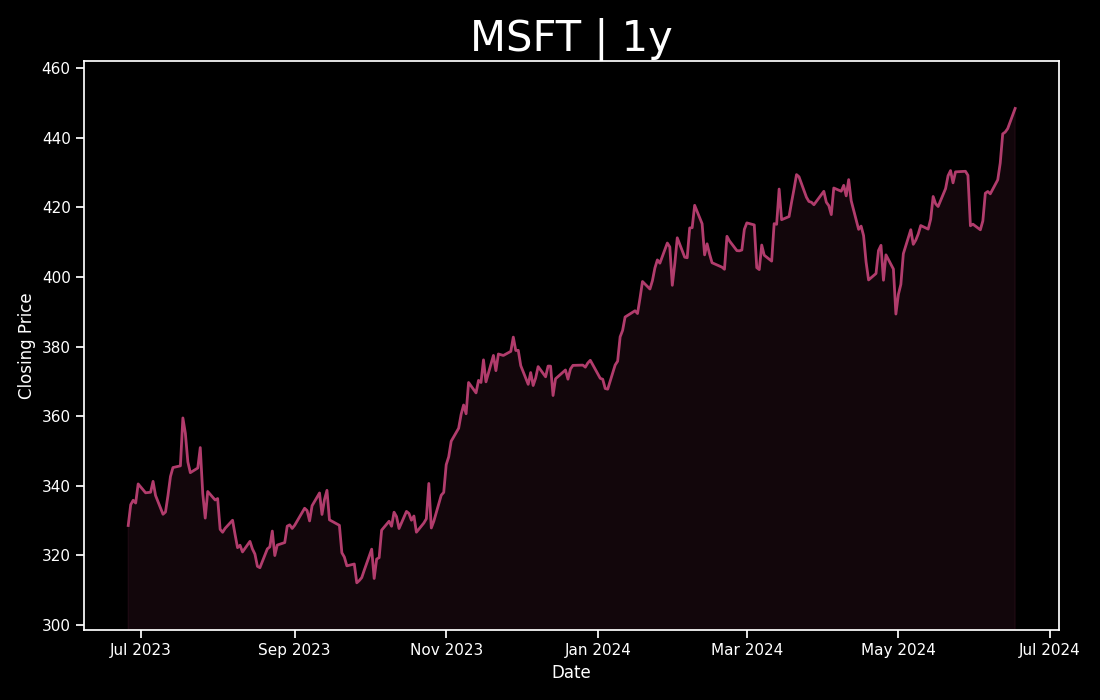 MSFT | 1y
460
440
420
400
380
360
340
320
300
Closing Price
Jul 2023
Sep 2023
Nov 2023
Jan 2024
Mar 2024
May 2024
Jul 2024
Date